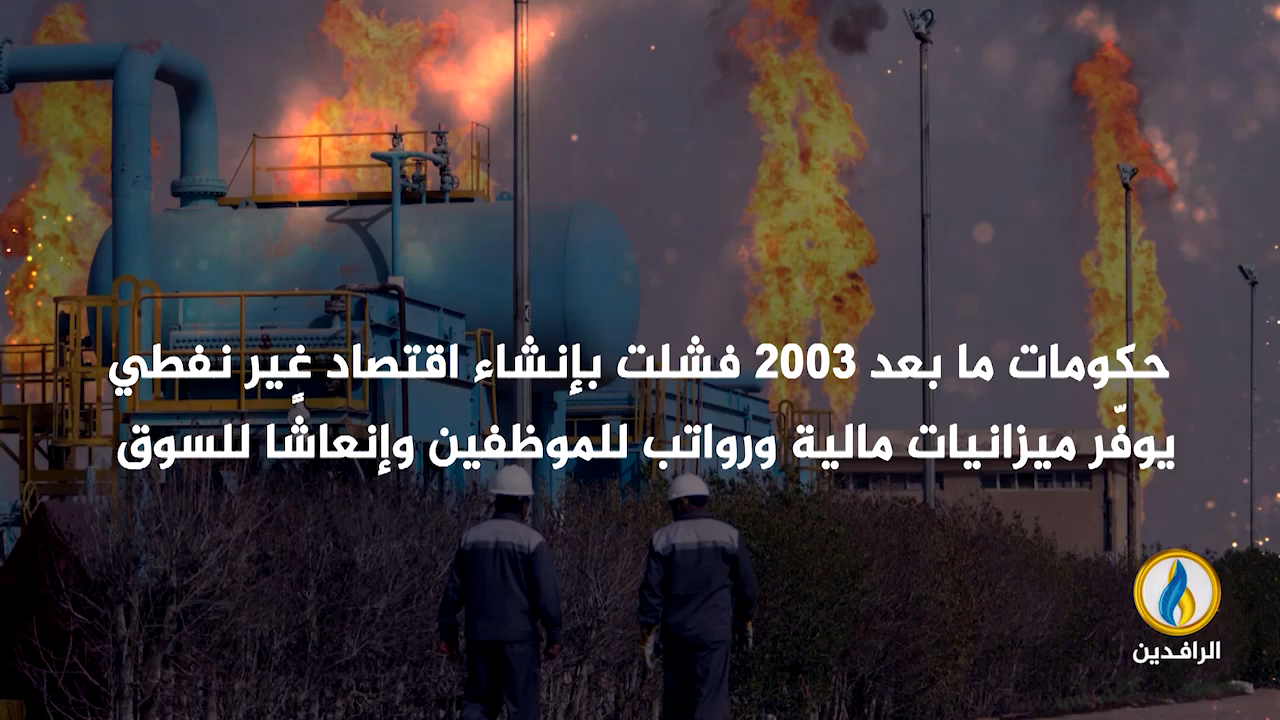 حكومات ما بعد 2003 فشلت بإنشاء اقتصاد غير نفطي
يوفّر ميزانيات مالية ورواتب للموظفين وإنعاشًا للسوق
الرافدين